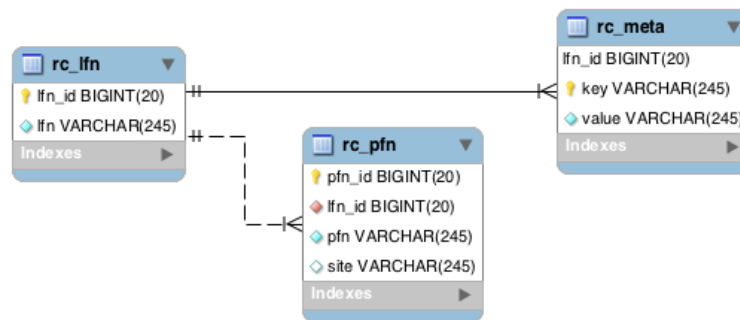 rc_lfn
lfn_id BIGINT(20)
lfn VARCHAR(245)
Indexes
rc_pfn
pfn_id BIGINT(20)
lfn_id BIGINT(20)
pfn VARCHAR(245)
site VARCHAR(245)
Indexes
rc_meta
lfn_id BIGINT(20)
key VARCHAR(245)
value VARCHAR(245)
Indexes